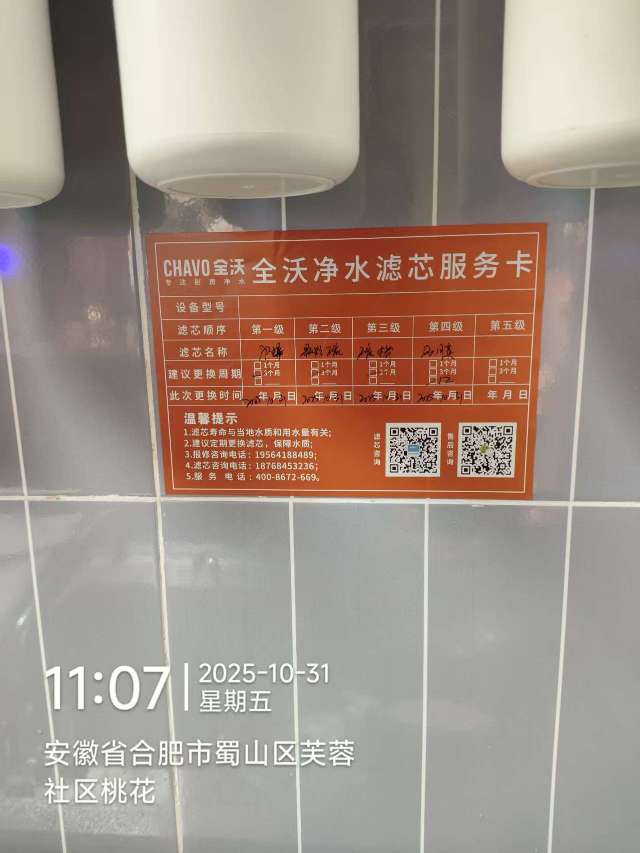 CHAVO 全沃
专注厨房净水
全沃净水滤芯服务卡
设备型号
滤芯顺序 第一级 第二级 第三级 第四级 第五级
滤芯名称
建议更换周期 □1个月 □1个月 □1个月 □1个月 □1个月
□3个月 □3个月 □3个月 □3个月 □3个月
此次更换时间 年 月 日 年 月 日 年 月 日 年 月 日 年 月 日
温馨提示
1.滤芯寿命与当地水质和用水量有关;
2.建议定期更换滤芯，保障水质;
3.报修咨询电话：19564188489;
4.滤芯咨询电话：18768453236;
5.服 务 电话：400-8672-669。
滤芯咨询
售后咨询
11:07
2025-10-31
星期五
安徽省合肥市蜀山区芙蓉
社区桃花